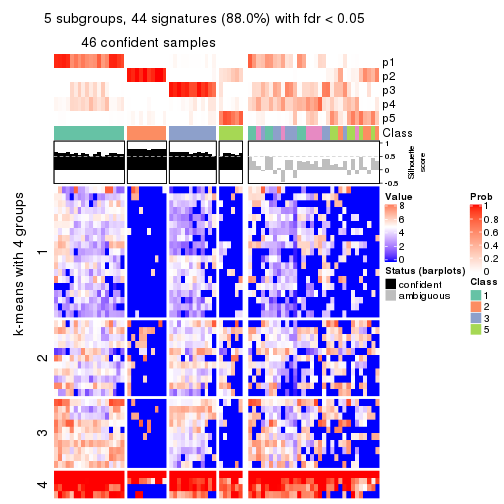 5 subgroups, 44 signatures (88.0%) with fdr < 0.05
46 confident samples
p1
p2
p3
p4
p5
Class
1
0.5
0
-0.5
Silhouette
score
k-means with 4 groups
1
2
3
4
Value
8
6
4
2
0
Status (barplots)
confident
ambiguous
Prob
1
0.8
0.6
0.4
0.2
0
Class
1
2
3
5